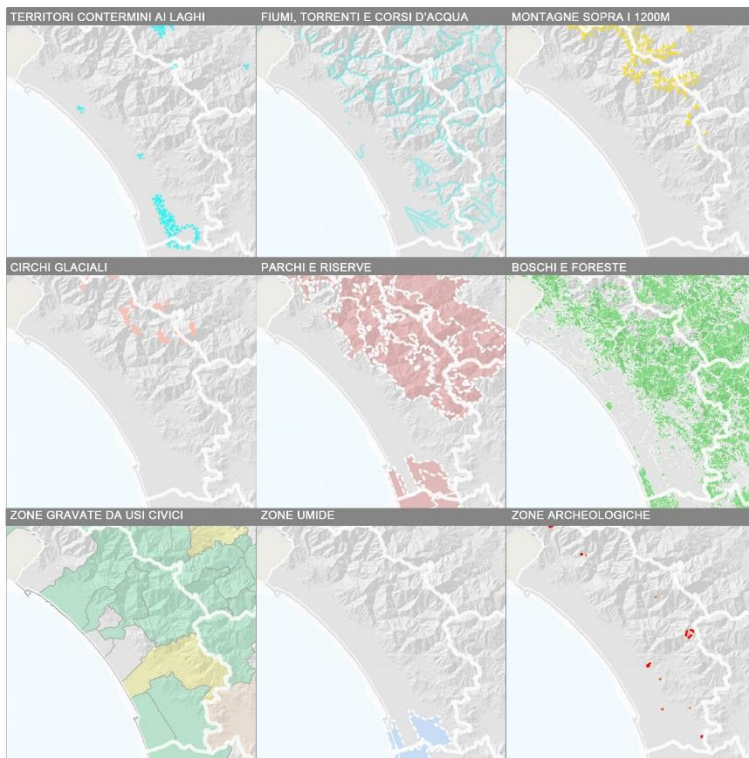 TERRITORI CONTERMINI AI LAGHI
FIUMI, TORRENTI E CORSI D'ACQUA
MONTAGNE SOPRA I 1200M
CIRCHI GLACIALI
PARCHI E RISERVE
BOSCHI E FORESTE
ZONE GRAVATE DA USI CIVICI
ZONE UMIDE
ZONE ARCHEOLOGICHE